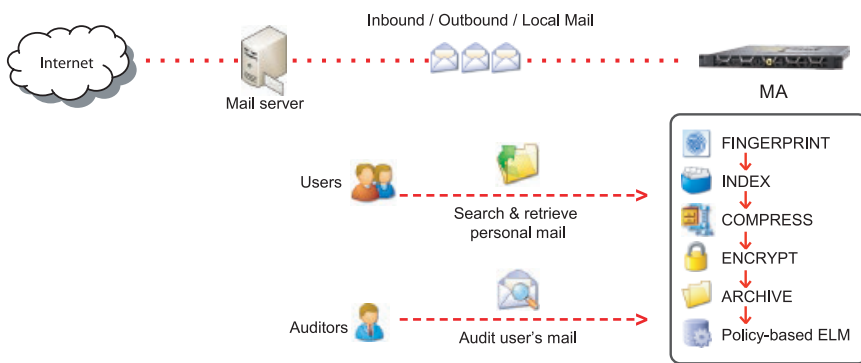 Inbound / Outbound / Local Mail
Internet
Mail server
MA
FINGERPRINT
INDEX
COMPRESS
ENCRYPT
ARCHIVE
Policy-based ELM
Users
Search & retrieve
personal mail
Auditors
Audit user's mail